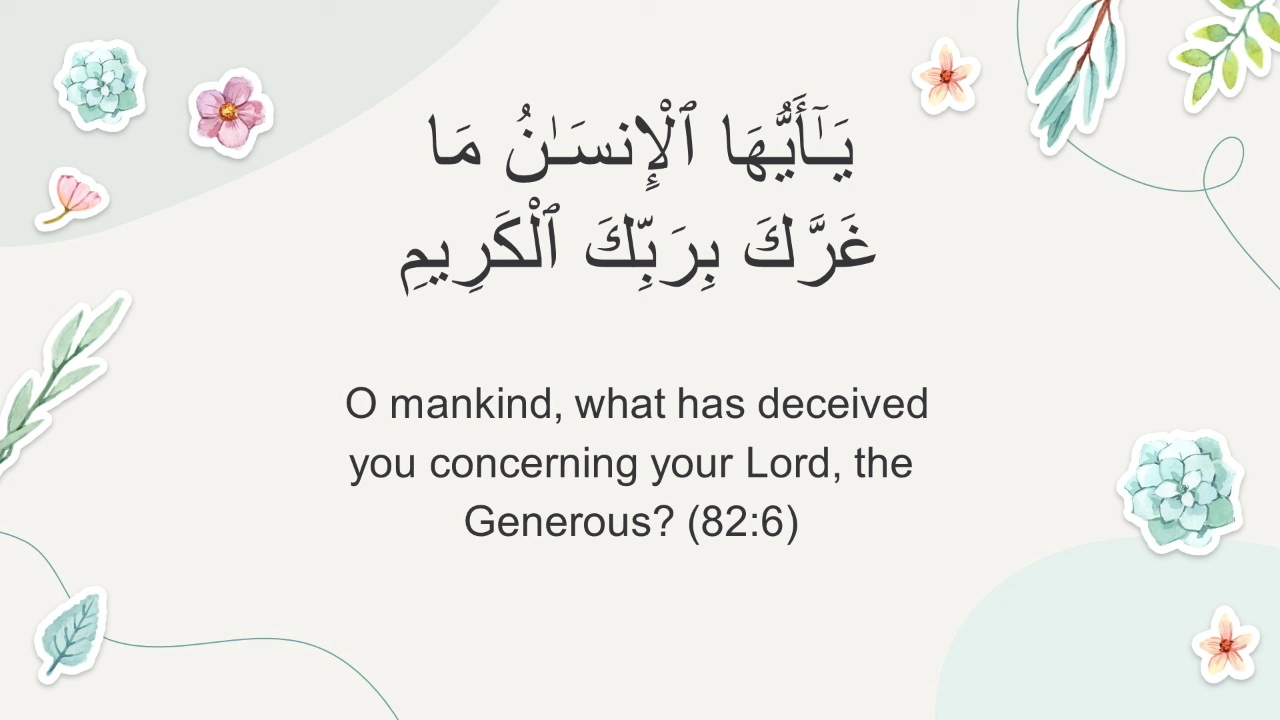 يَـٰٓأَيُّهَا ٱلْإِنسَـٰنُ مَا
غَرَّكَ بِرَبِّكَ ٱلْكَرِيمِ
O mankind, what has deceived
you concerning your Lord, the
Generous? (82:6)